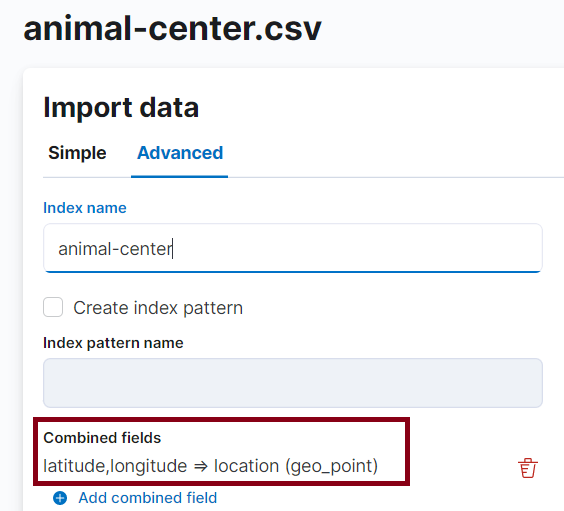 animal-center.csv
Import data
Simple Advanced
Index name
animal-center
Create index pattern
Index pattern name
Combined fields
latitude,longitude => location (geo_point)
Add combined field